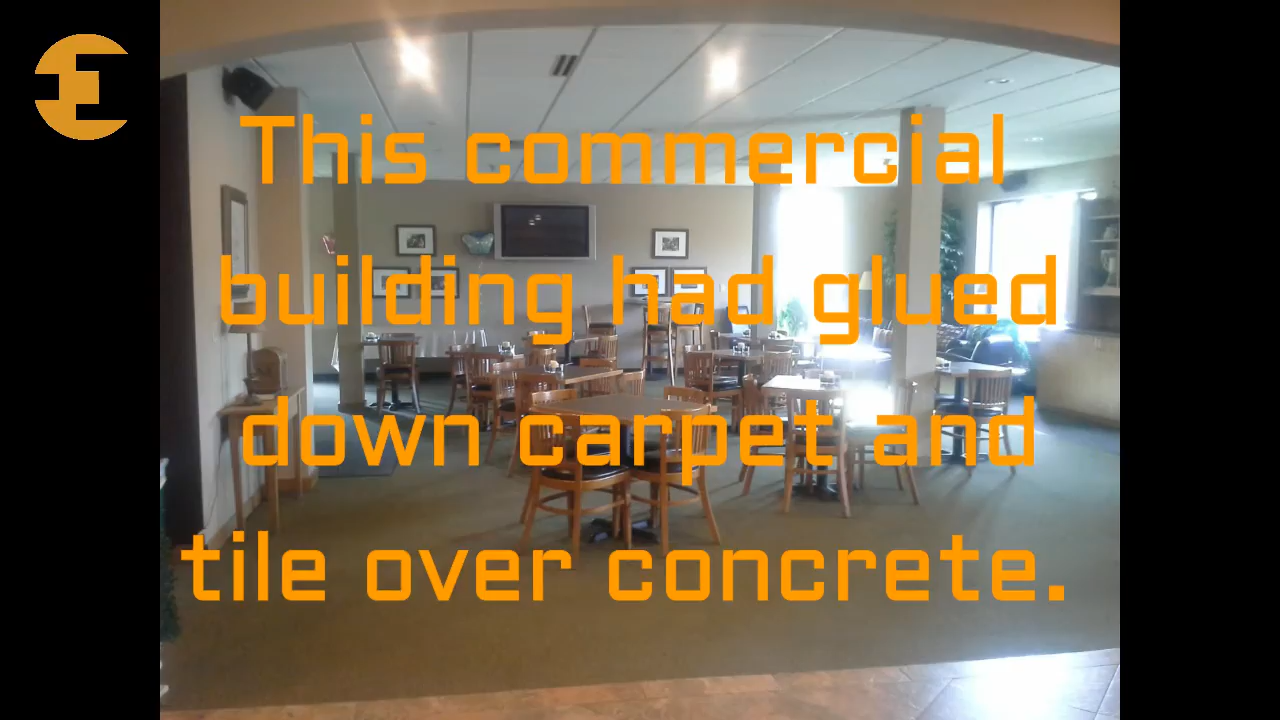 This commercial
building had glued
down carpet and
tile over concrete.